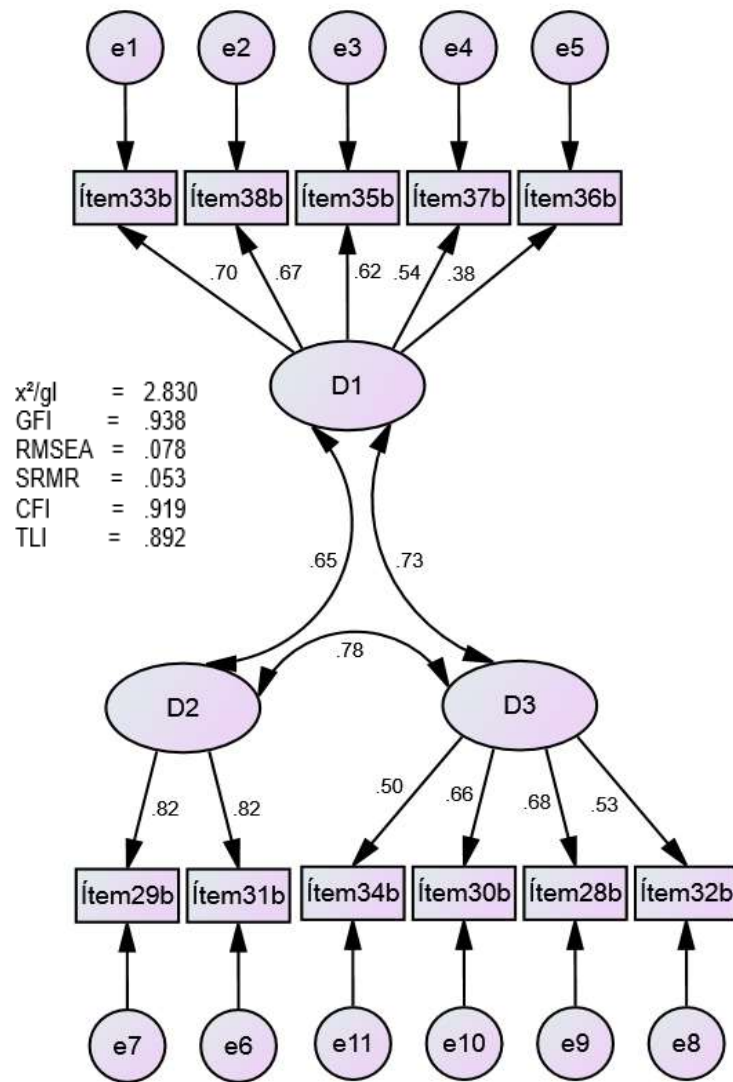 e1 e2 e3 e4 e5
Ítem33b Ítem38b Ítem35b Ítem37b Ítem36b
.70 .67 .62 .54 .38
D1
x²/gl = 2.830
GFI = .938
RMSEA = .078
SRMR = .053
CFI = .919
TLI = .892
.65 .73
.78
D2 D3
.82 .82 .50 .66 .68 .53
Ítem29b Ítem31b Ítem34b Ítem30b Ítem28b Ítem32b
e7 e6 e11 e10 e9 e8